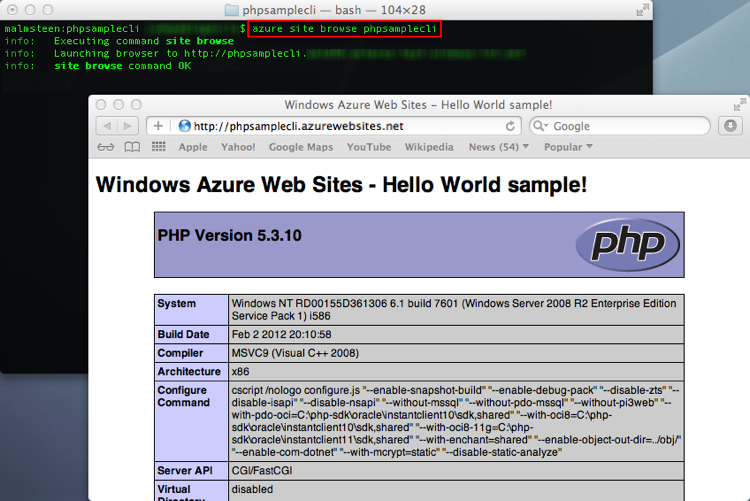 phpsamplecli — bash — 104×28
malmsteen:phpsamplecli $ azure site browse phpsamplecli
info: Executing command site browse
info: Launching browser to http://phpsamplecli.
info: site browse command OK
Windows Azure Web Sites - Hello World sample!
http://phpsamplecli.azurewebsites.net
Google
Apple Yahoo! Google Maps YouTube Wikipedia News (54) Popular
Windows Azure Web Sites - Hello World sample!
PHP Version 5.3.10
php
System Windows NT RD00155D361306 6.1 build 7601 (Windows Server 2008 R2 Enterprise Edition
Service Pack 1) i586
Build Date Feb 2 2012 20:10:58
Compiler MSVC9 (Visual C++ 2008)
Architecture x86
Configure cscript /nologo configure.js "--enable-snapshot-build" "--enable-debug-pack" "--disable-zts" "--
Command disable-isapi" "--disable-nsapi" "--without-mssql" "--without-pdo-mssql" "--without-pi3web" "--
with-pdo-oci=C:\php-sdk\oracle\instantclient10\sdk,shared" "--with-oci8=C:\php-
sdk\oracle\instantclient10\sdk,shared" "--with-oci8-11g=C:\php-
sdk\oracle\instantclient11\sdk,shared" "--with-enchant=shared" "--enable-object-out-dir=../obj/"
"--enable-com-dotnet" "--with-mcrypt=static" "--disable-static-analyze"
Server API CGI/FastCGI
Virtual disabled
Directory